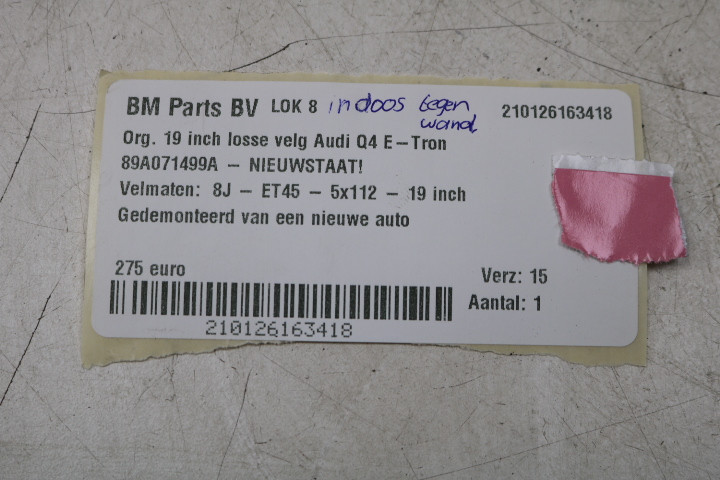 BM Parts BV LOK 8 in doos tegen wand 210126163418
Org. 19 inch losse velg Audi Q4 E-Tron
89A071499A - NIEUWSTAAT!
Velmaten: 8J - ET45 - 5x112 - 19 inch
Gedemonteerd van een nieuwe auto
275 euro Verz: 15
Aantal: 1
210126163418